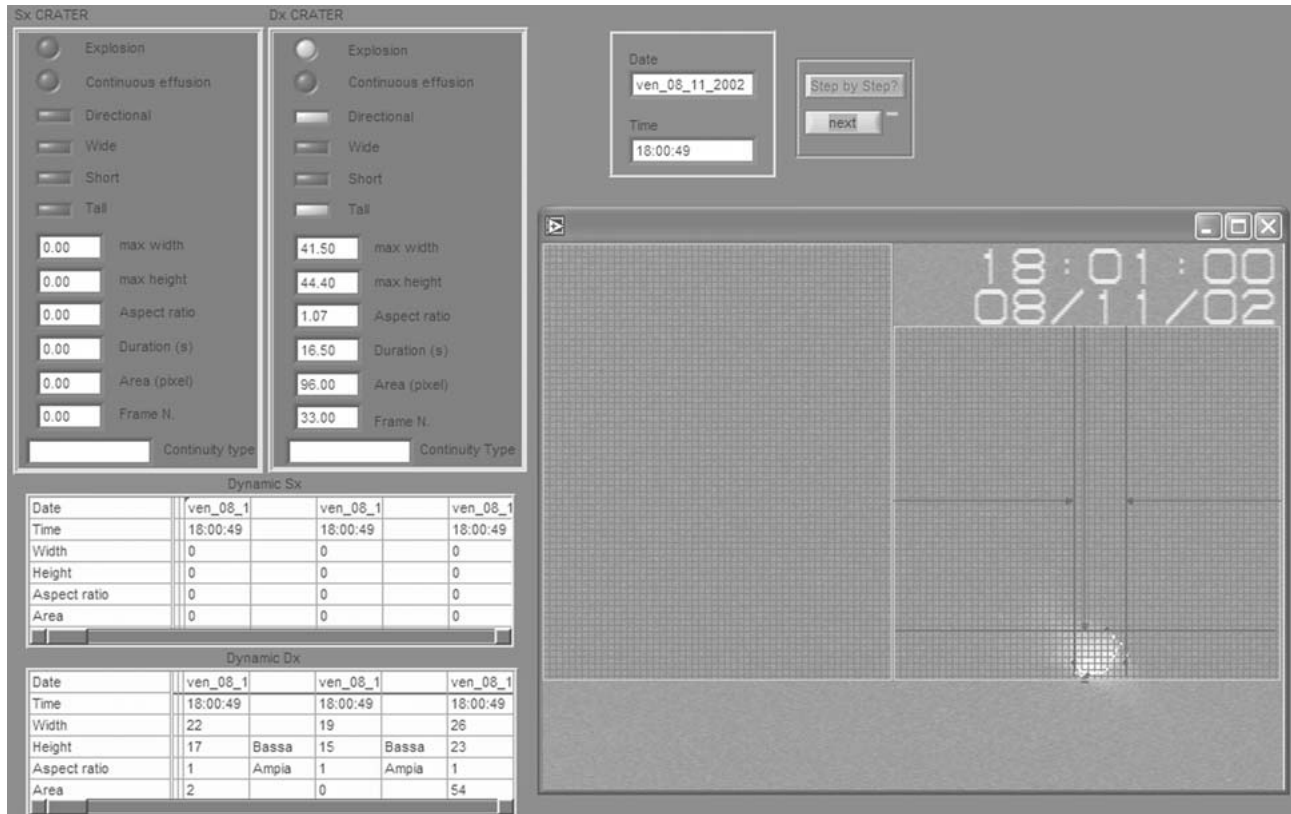 Sx CRATER
Explosion
Continuous effusion
Directional
Wide
Short
Tall
0.00 max width
0.00 max height
0.00 Aspect ratio
0.00 Duration (s)
0.00 Area (pixel)
0.00 Frame N.
Continuity type
Dx CRATER
Explosion
Continuous effusion
Directional
Wide
Short
Tall
41.50 max width
44.40 max height
1.07 Aspect ratio
16.50 Duration (s)
96.00 Area (pixel)
33.00 Frame N.
Continuity Type
Date
ven_08_11_2002
Time
18:00:49
Step by Step?
next
18:01:00
08/11/02
Dynamic Sx
Date ven_08_1 ven_08_1 ven_08_1
Time 18:00:49 18:00:49 18:00:49
Width 0 0 0
Height 0 0 0
Aspect ratio 0 0 0
Area 0 0 0
Dynamic Dx
Date ven_08_1 ven_08_1 ven_08_1
Time 18:00:49 18:00:49 18:00:49
Width 22 19 26
Height 17 Bassa 15 Bassa 23
Aspect ratio 1 Ampia 1 Ampia 1
Area 2 0 54